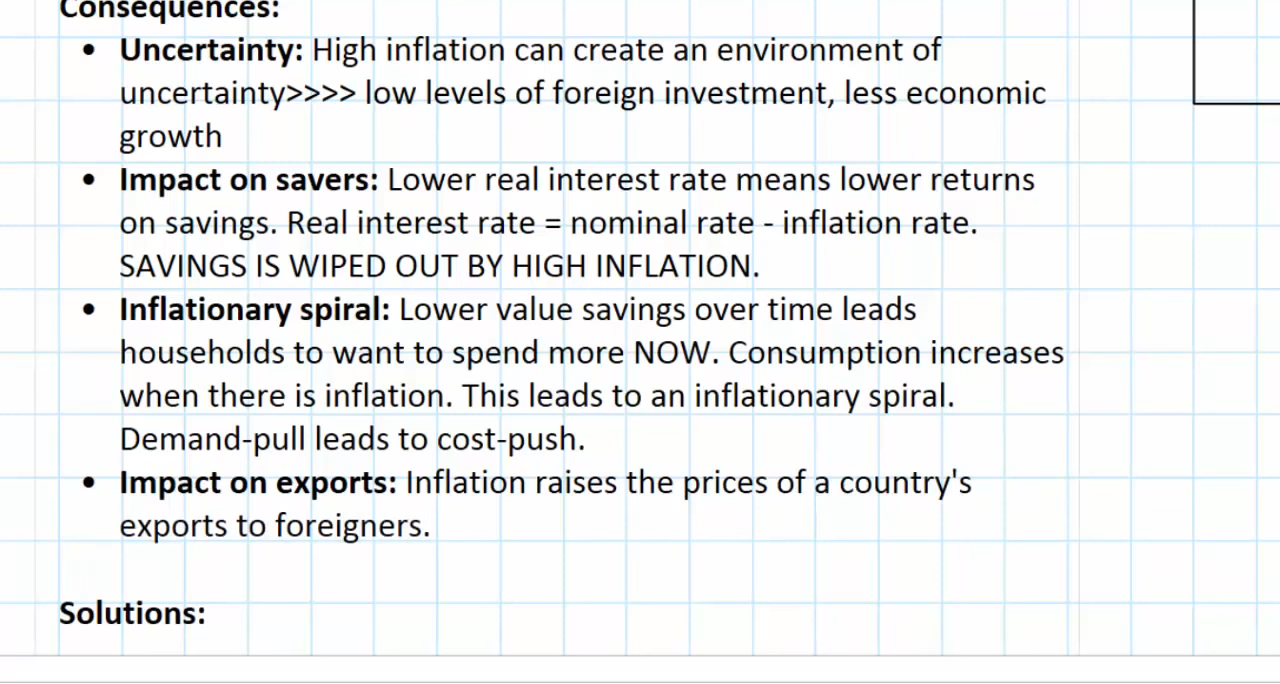 Consequences:
• Uncertainty: High inflation can create an environment of
uncertainty>>>> low levels of foreign investment, less economic
growth
• Impact on savers: Lower real interest rate means lower returns
on savings. Real interest rate = nominal rate - inflation rate.
SAVINGS IS WIPED OUT BY HIGH INFLATION.
• Inflationary spiral: Lower value savings over time leads
households to want to spend more NOW. Consumption increases
when there is inflation. This leads to an inflationary spiral.
Demand-pull leads to cost-push.
• Impact on exports: Inflation raises the prices of a country's
exports to foreigners.
Solutions: